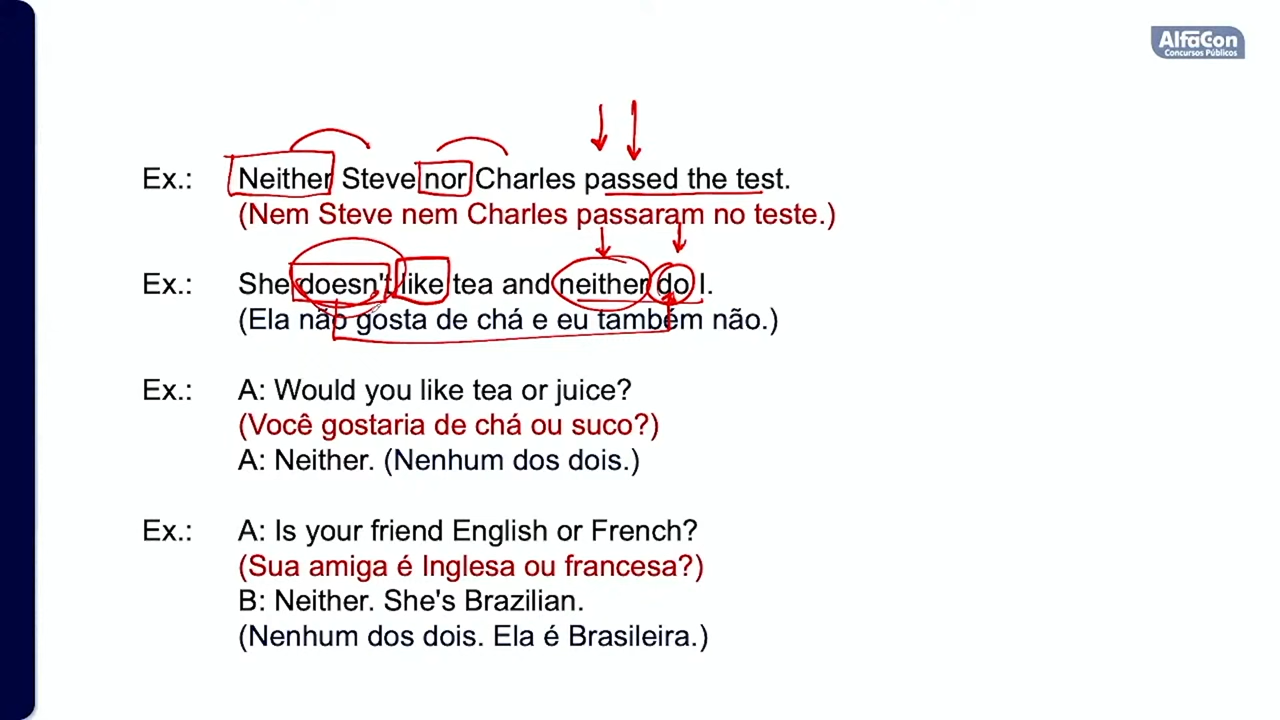 AlfaCon
Concursos Públicos
Ex.: Neither Steve nor Charles passed the test.
(Nem Steve nem Charles passaram no teste.)
Ex.: She doesn't like tea and neither do I.
(Ela não gosta de chá e eu também não.)
Ex.: A: Would you like tea or juice?
(Você gostaria de chá ou suco?)
A: Neither. (Nenhum dos dois.)
Ex.: A: Is your friend English or French?
(Sua amiga é Inglesa ou francesa?)
B: Neither. She's Brazilian.
(Nenhum dos dois. Ela é Brasileira.)